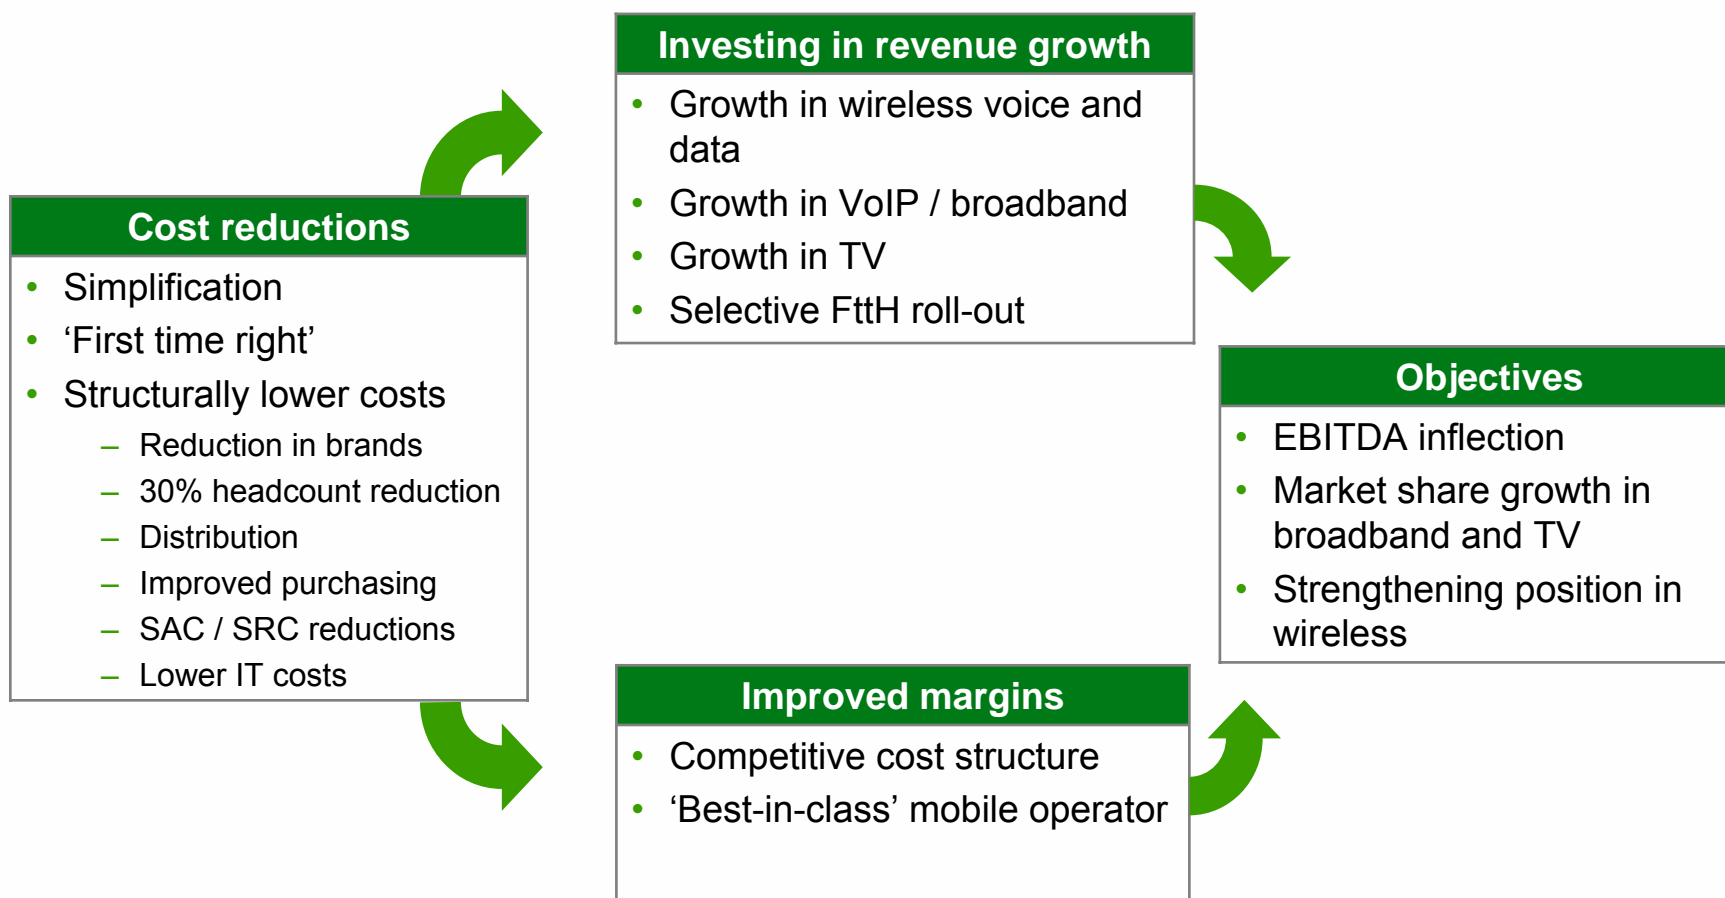 Cost reductions
• Simplification
• ‘First time right’
• Structurally lower costs
– Reduction in brands
– 30% headcount reduction
– Distribution
– Improved purchasing
– SAC / SRC reductions
– Lower IT costs
Investing in revenue growth
• Growth in wireless voice and
data
• Growth in VoIP / broadband
• Growth in TV
• Selective FttH roll-out
Improved margins
• Competitive cost structure
• ‘Best-in-class’ mobile operator
Objectives
• EBITDA inflection
• Market share growth in
broadband and TV
• Strengthening position in
wireless